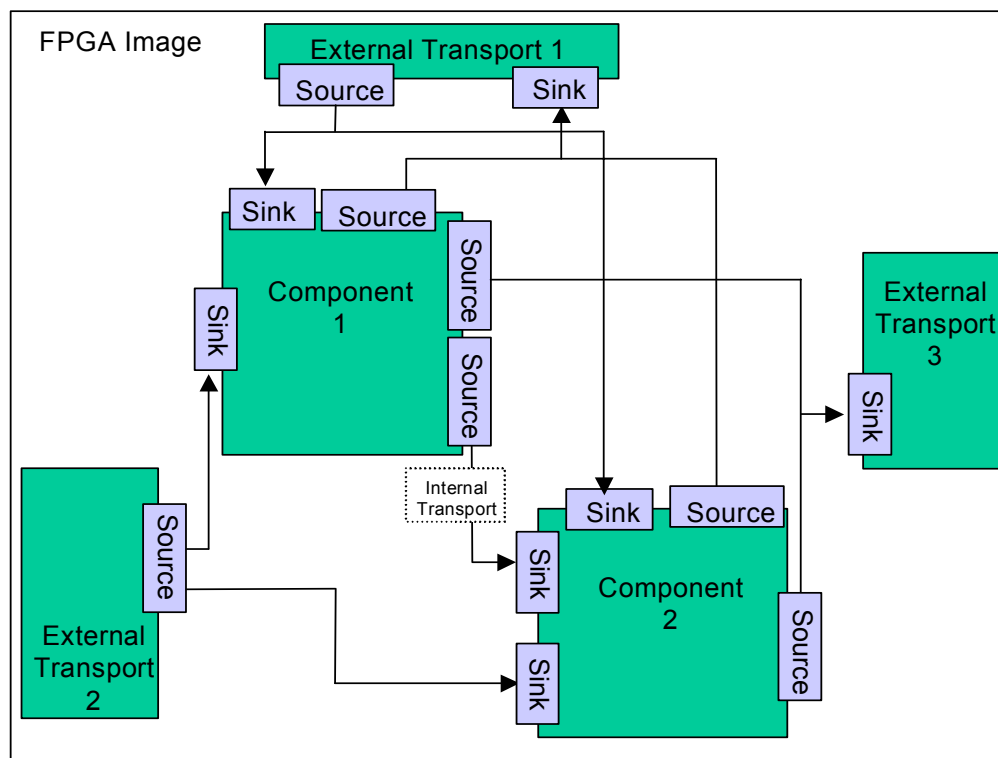 FPGA Image
External Transport 1
Source
Sink
Sink
Source
Source
Component
1
Sink
Source
External
Transport
3
Sink
Internal
Transport
Sink
Source
Source
Sink
Component
2
External
Transport
2
Sink
Source